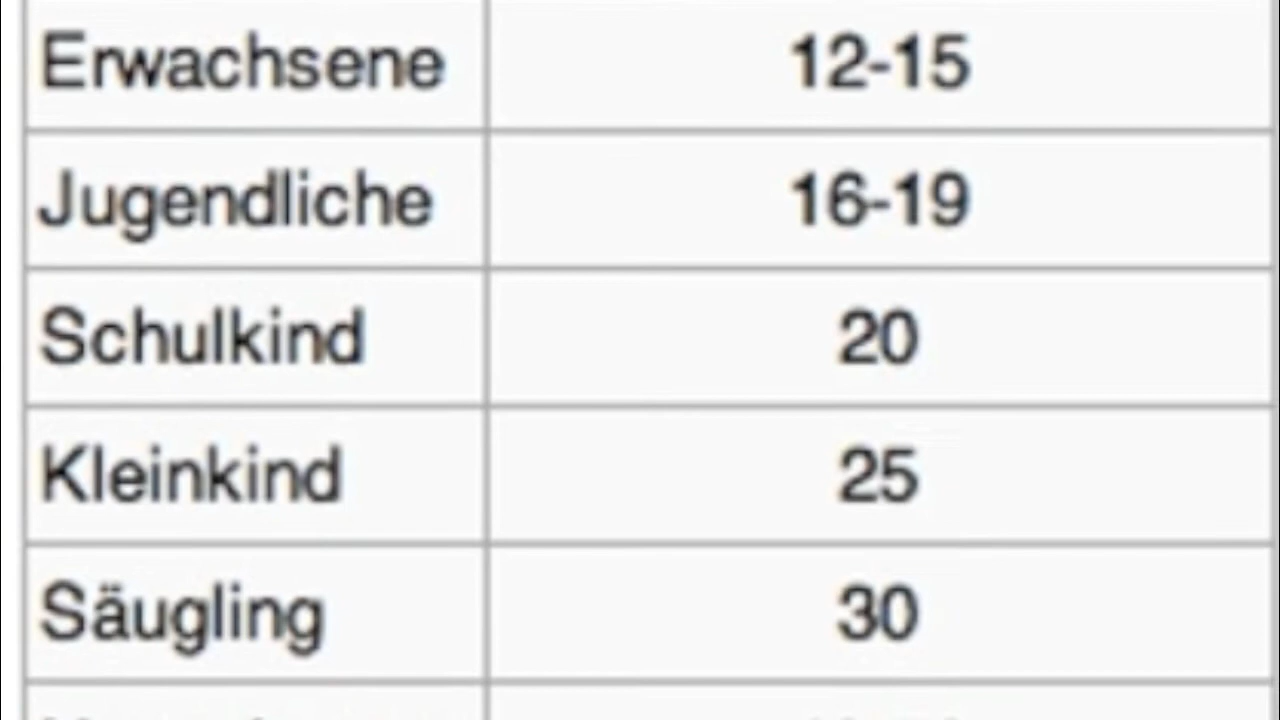 Erwachsene 12-15
Jugendliche 16-19
Schulkind 20
Kleinkind 25
Säugling 30